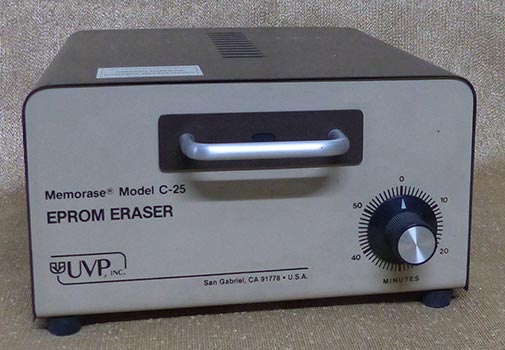 Memorase® Model C-25
EPROM ERASER
UVP, INC.
San Gabriel, CA 91778 • U.S.A.
0
50
10
40
20
MINUTES